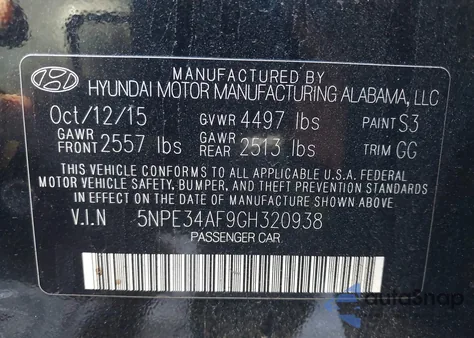 MANUFACTURED BY
HYUNDAI MOTOR MANUFACTURING ALABAMA, LLC
Oct/12/15 GVWR 4497 lbs PAINT S3
GAWR FRONT 2557 lbs GAWR REAR 2513 lbs TRIM GG
THIS VEHICLE CONFORMS TO ALL APPLICABLE U.S.A FEDERAL
MOTOR VEHICLE SAFETY, BUMPER, AND THEFT PREVENTION STANDARDS
IN EFFECT ON THE DATE OF MANUFACTURE SHOWN ABOVE.
V.I.N 5NPE34AF9GH320938
PASSENGER CAR
autoSnap